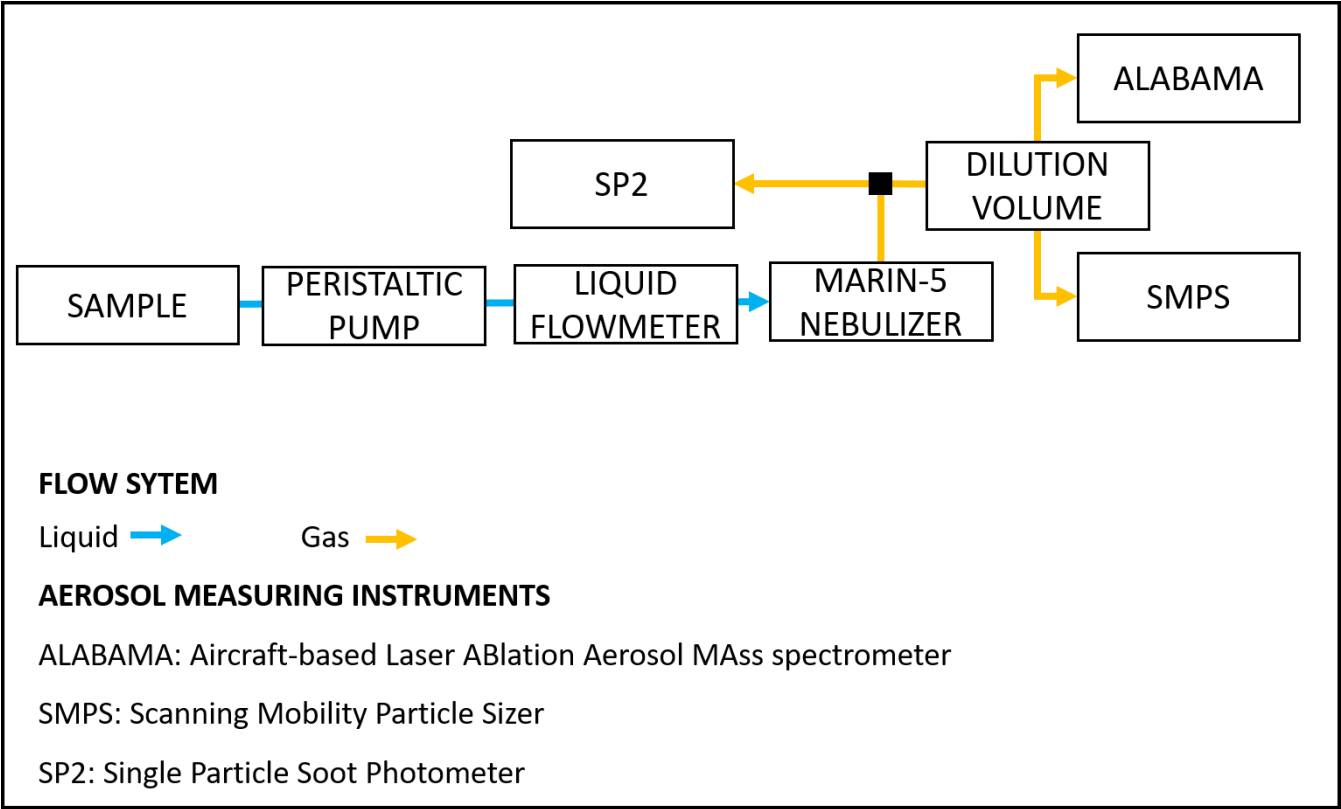 ALABAMA
SP2
DILUTION
VOLUME
SAMPLE
PERISTALTIC
PUMP
LIQUID
FLOWMETER
MARIN-5
NEBULIZER
SMPS
FLOW SYTEM
Liquid
Gas
AEROSOL MEASURING INSTRUMENTS
ALABAMA: Aircraft-based Laser ABlation Aerosol MAss spectrometer
SMPS: Scanning Mobility Particle Sizer
SP2: Single Particle Soot Photometer